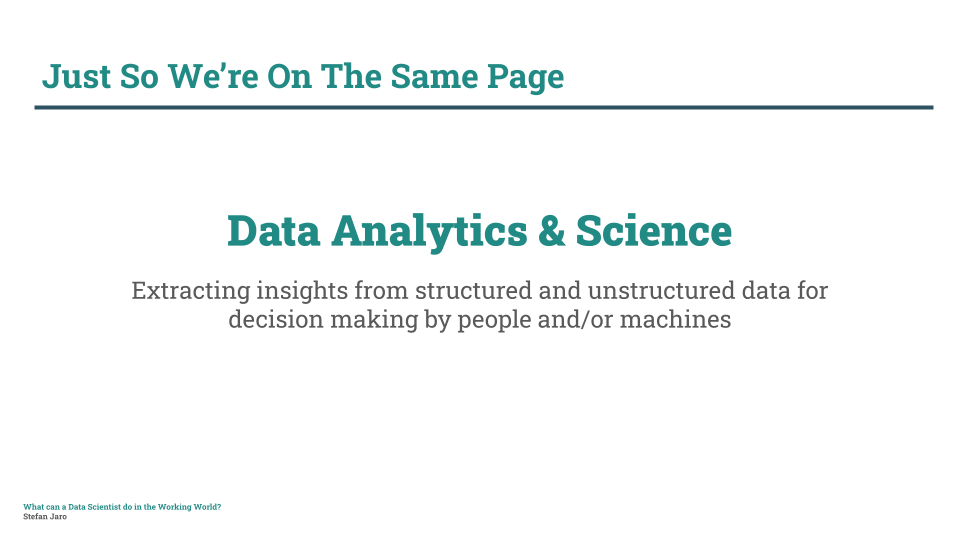 Just So We’re On The Same Page
Data Analytics & Science
Extracting insights from structured and unstructured data for
decision making by people and/or machines
What can a Data Scientist do in the Working World?
Stefan Jaro